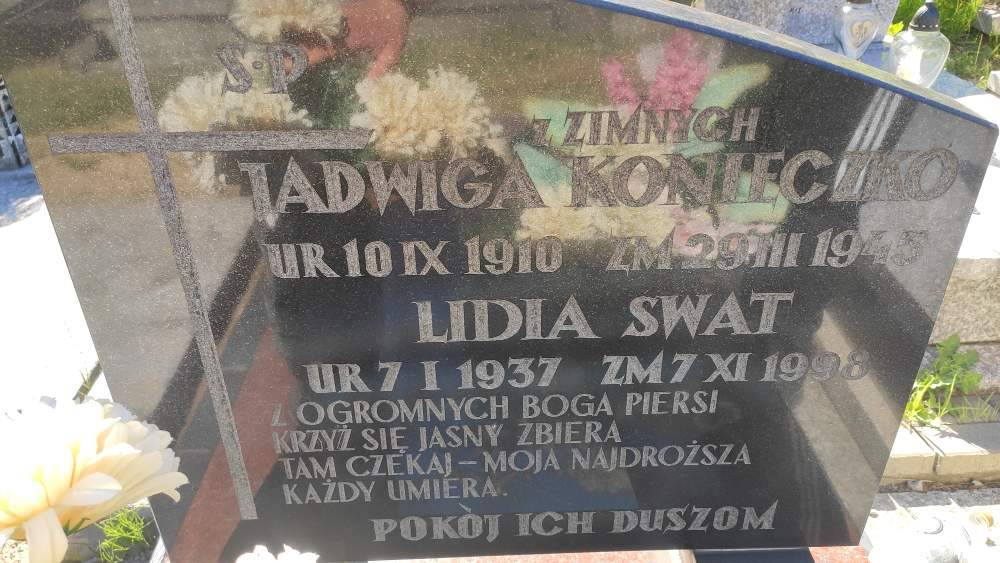 Ś·P
Z ZIMNYCH
JADWIGA KONIECZKO
UR 10 IX 1910 ZM 29 III 1945
LIDIA SWAT
UR 7 I 1937 ZM 7 XI 1998
Z OGROMNYCH BOGA PIERSI
KRZYŻ SIĘ JASNY ZBIERA
TAM CZEKAJ – MOJA NAJDROŻSZA
KAŻDY UMIERA.
POKÒJ ICH DUSZOM